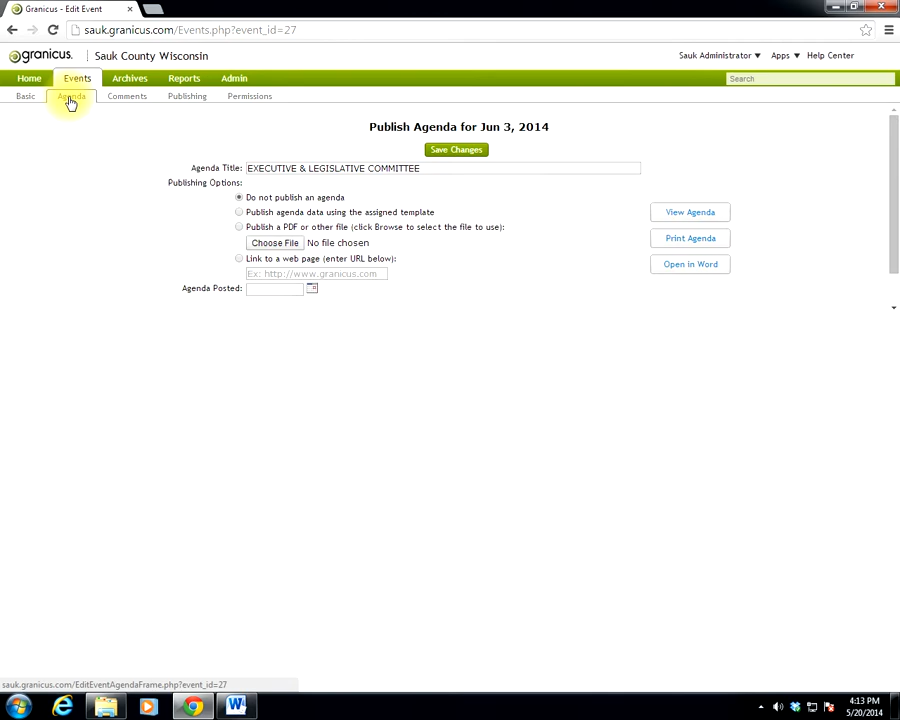 Granicus - Edit Event
sauk.granicus.com/Events.php?event_id=27
granicus. Sauk County Wisconsin Sauk Administrator Apps Help Center
Home Events Archives Reports Admin Search
Basic Agenda Comments Publishing Permissions
Publish Agenda for Jun 3, 2014
Save Changes
Agenda Title: EXECUTIVE & LEGISLATIVE COMMITTEE
Publishing Options:
Do not publish an agenda
Publish agenda data using the assigned template View Agenda
Publish a PDF or other file (click Browse to select the file to use):
Choose File No file chosen Print Agenda
Link to a web page (enter URL below): Open in Word
Ex: http://www.granicus.com
Agenda Posted:
sauk.granicus.com/EditEventAgendaFrame.php?event_id=27
4:13 PM
5/20/2014